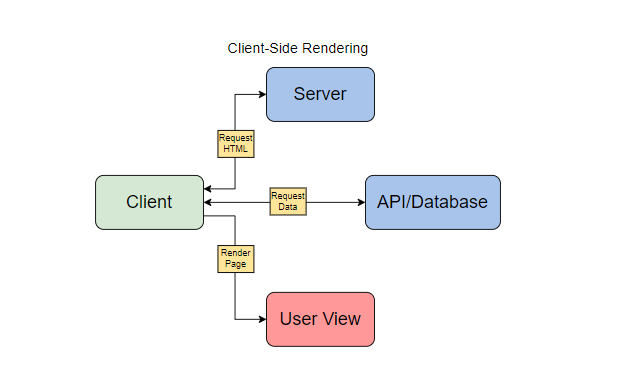 Client-Side Rendering
Server
Request
HTML
Client
Request
Data
API/Database
Render
Page
User View